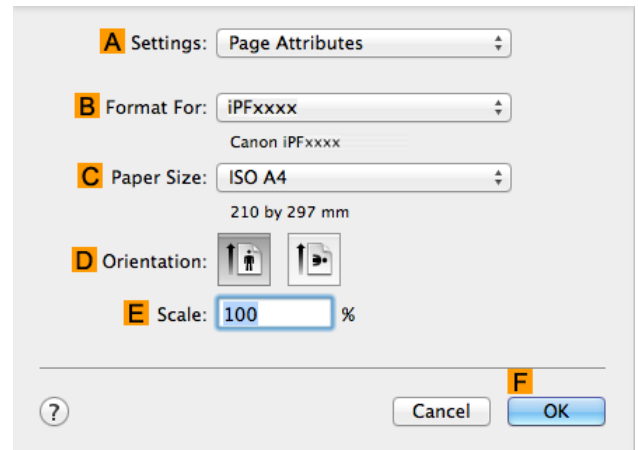 A Settings: Page Attributes
B Format For: iPFxxxx
Canon iPFxxxx
C Paper Size: ISO A4
210 by 297 mm
D Orientation:
E Scale: 100 %
F
? Cancel OK